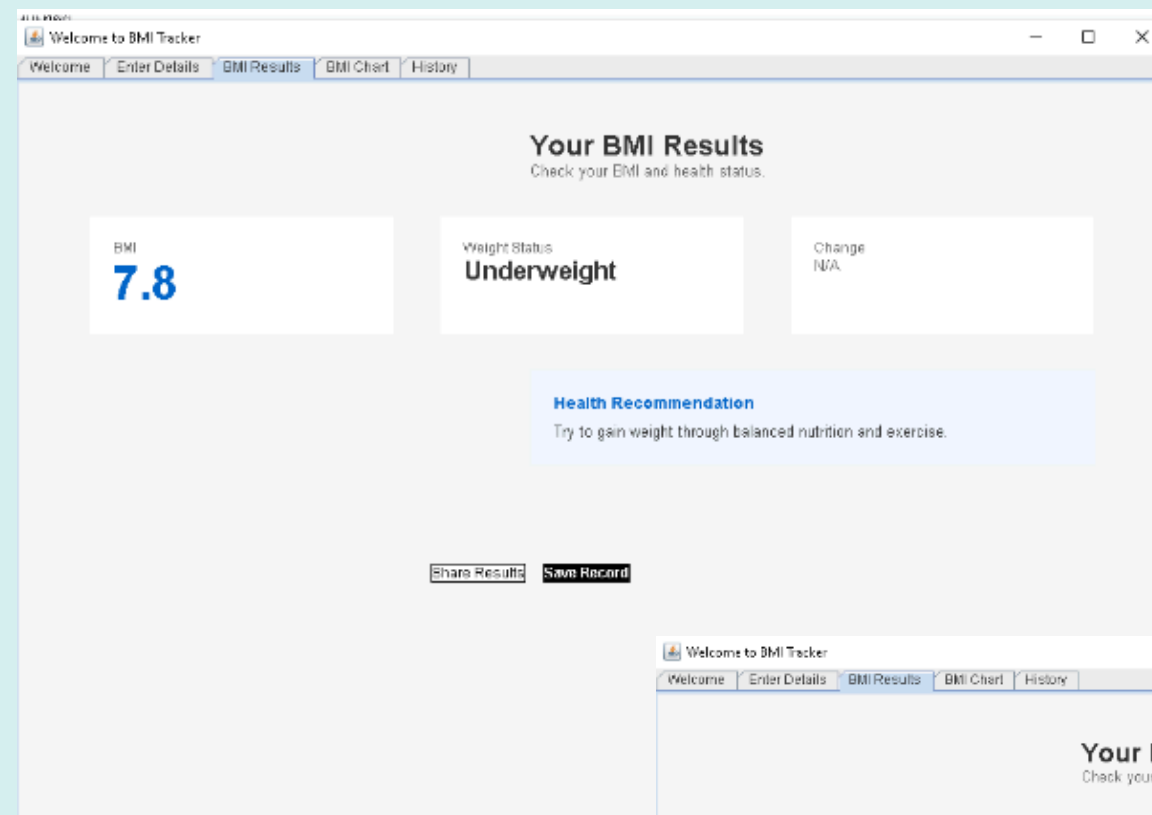 Welcome to BMI Tracker
Welcome Enter Details BMI Results BMI Chart History
Your BMI Results
Check your BMI and health status.
BMI
7.8
Weight Status
Underweight
Change
N/A
Health Recommendation
Try to gain weight through balanced nutrition and exercise.
Share Results Save Record
Welcome to BMI Tracker
Welcome Enter Details BMI Results BMI Chart History
Your
Check your